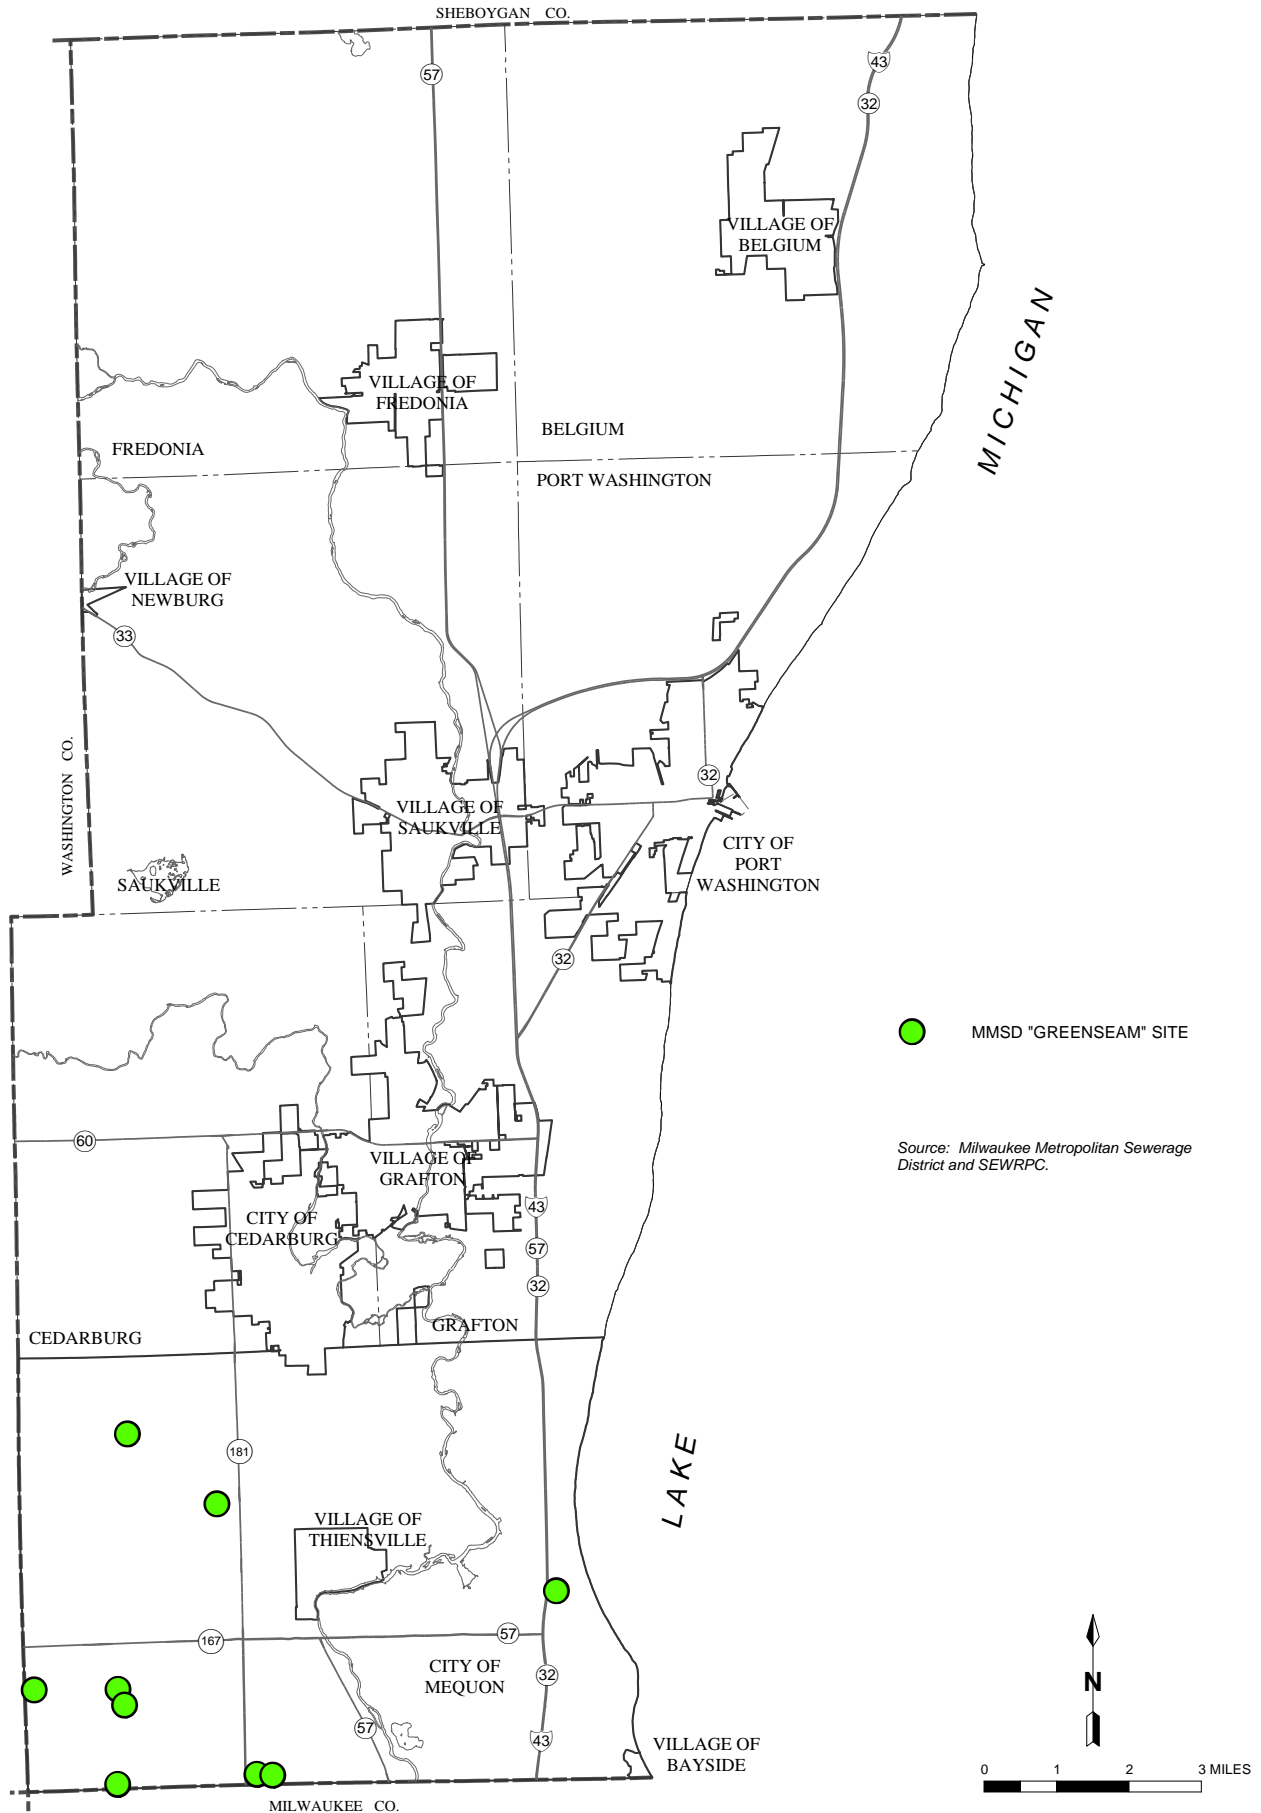 SHEBOYGAN CO.
57
43
32
VILLAGE OF
BELGIUM
MICHIGAN
VILLAGE OF
FREDONIA
BELGIUM
FREDONIA
PORT WASHINGTON
VILLAGE OF
NEWBURG
33
WASHINGTON CO.
32
VILLAGE OF
SAUKVILLE
CITY OF
PORT
WASHINGTON
SAUKVILLE
32
MMSD "GREENSEAM" SITE
60
Source: Milwaukee Metropolitan Sewerage
District and SEWRPC.
VILLAGE OF
GRAFTON
43
CITY OF
CEDARBURG
57
32
GRAFTON
CEDARBURG
181
LAKE
VILLAGE OF
THIENSVILLE
167
57
CITY OF
MEQUON
32
57
43
VILLAGE OF
BAYSIDE
N
0 1 2 3 MILES
MILWAUKEE CO.